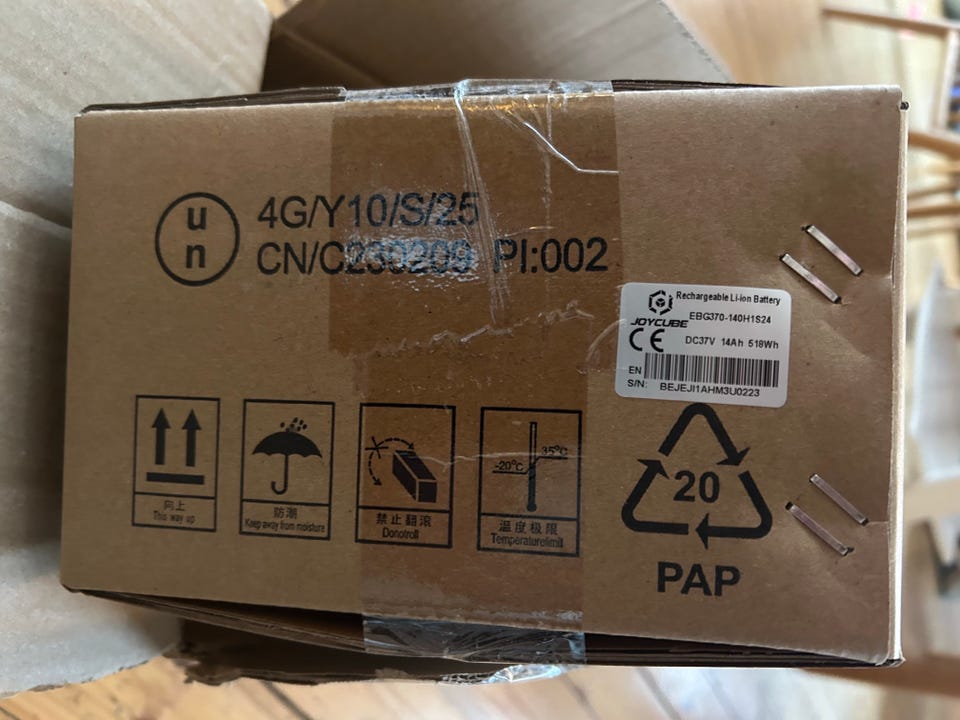 un
4G/Y10/S/25
CN/C230209 PI:002
Rechargeable Li-ion Battery
JOYCUBE
EBG370-140H1S24
CE
DC37V 14Ah 518Wh
EN
S/N: BEJEJI1AHM3U0223
向上
This way up
防潮
Keep away from moisture
禁止翻滚
Donotroll
-20°C
35°C
温度极限
Temperaturelimit
20
PAP